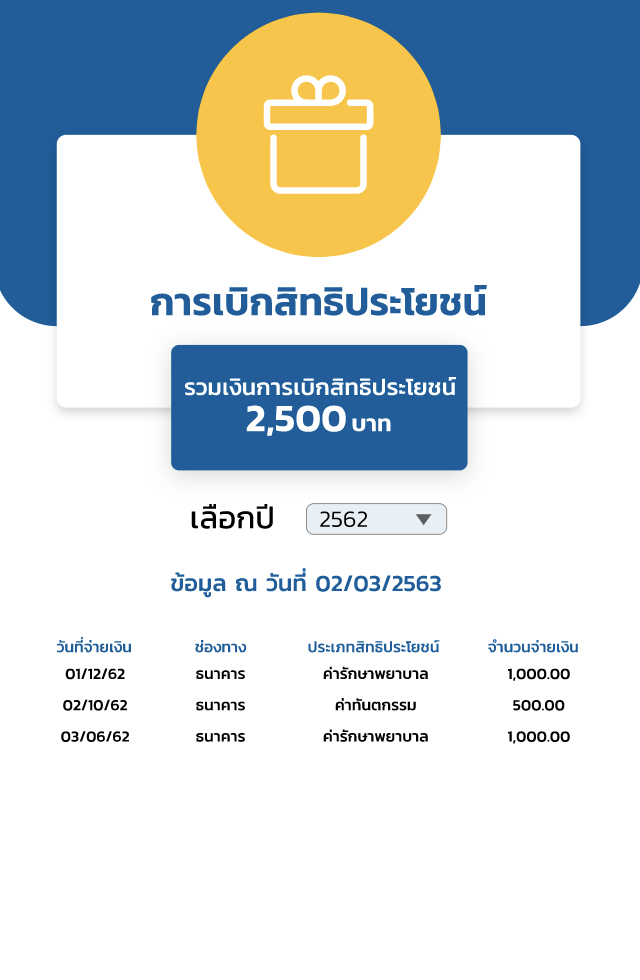 การเบิกสิทธิประโยชน์
รวมเงินการเบิกสิทธิประโยชน์
2,500 บาท
เลือกปี 2562
ข้อมูล ณ วันที่ 02/03/2563
วันที่จ่ายเงิน ช่องทาง ประเภทสิทธิประโยชน์ จำนวนจ่ายเงิน
01/12/62 ธนาคาร ค่ารักษาพยาบาล 1,000.00
02/10/62 ธนาคาร ค่าทันตกรรม 500.00
03/06/62 ธนาคาร ค่ารักษาพยาบาล 1,000.00